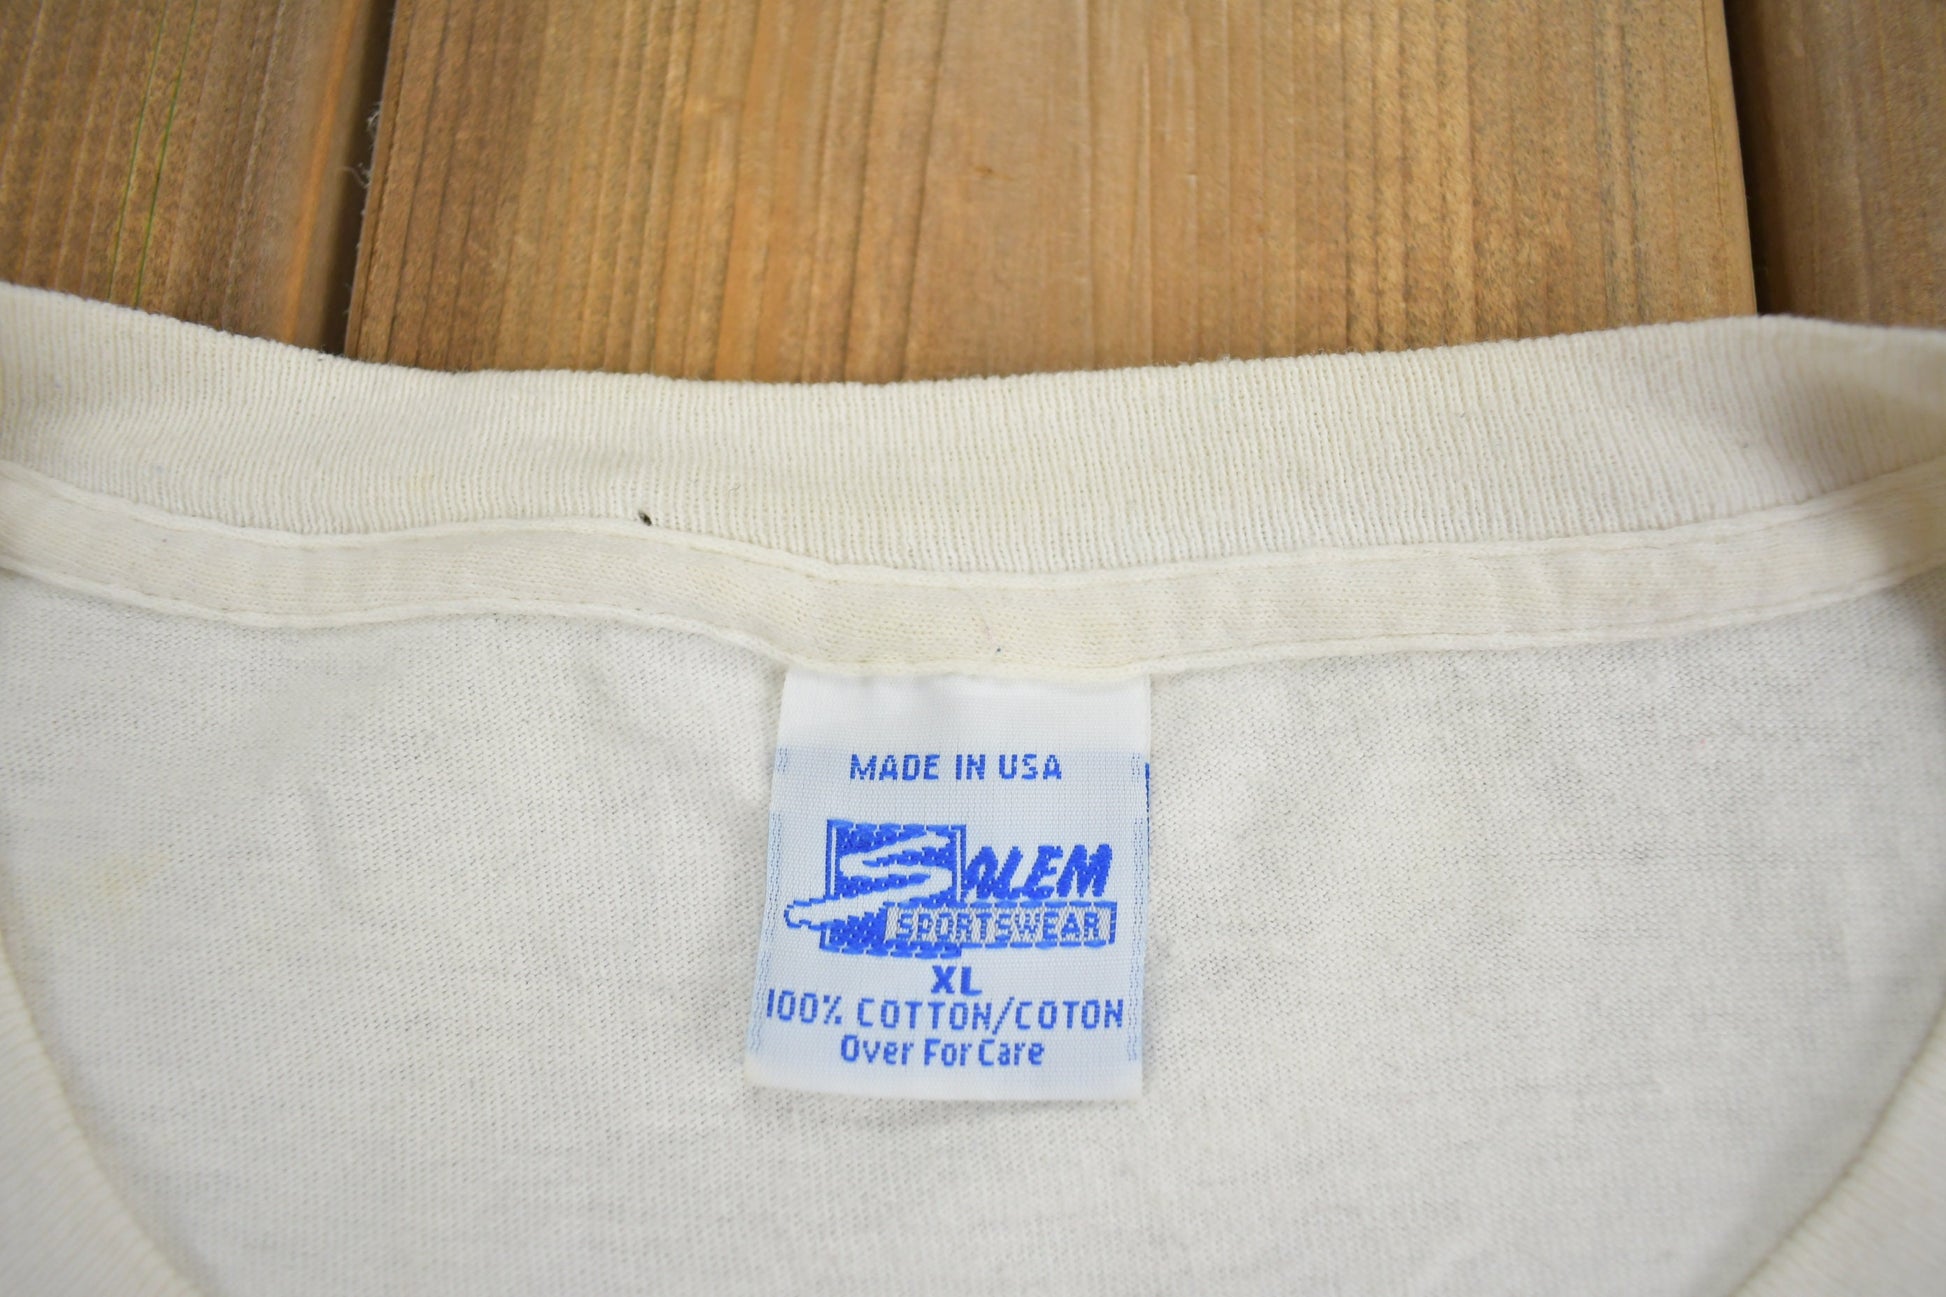 MADE IN USA
SALEM
SPORTSWEAR
XL
100% COTTON/COTON
Over For Care